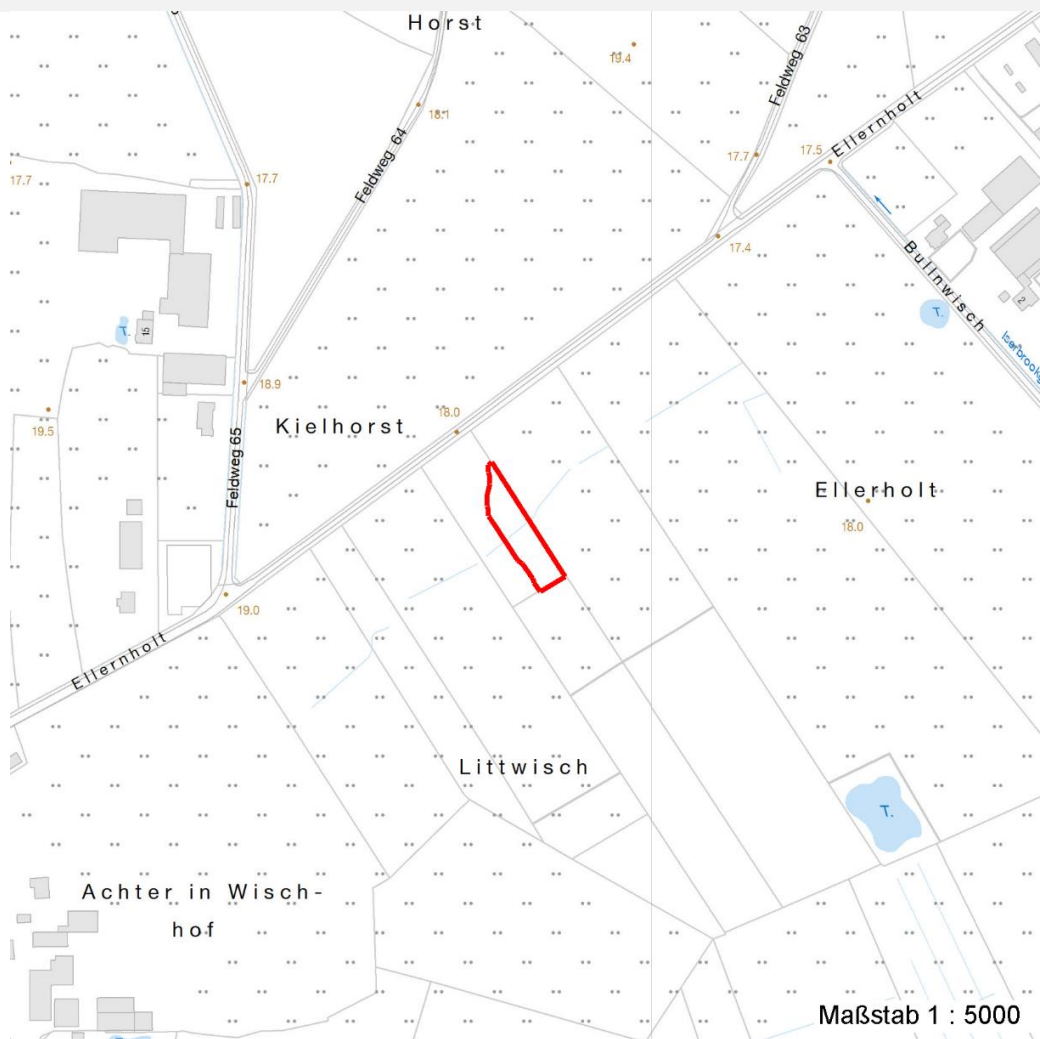 Horst
19.4
Feldweg 63
18.1
Ellernholt
17.5
17.7
Feldweg 64
17.7
17.7
17.4
Bullnwisch
2
T.
15
T.
18.9
19.5
18.0
Kielhorst
Feldweg 65
Ellerholt
18.0
19.0
Ellernholt
Littwisch
T.
Achter in Wisch-
hof
Maßstab 1 : 5000